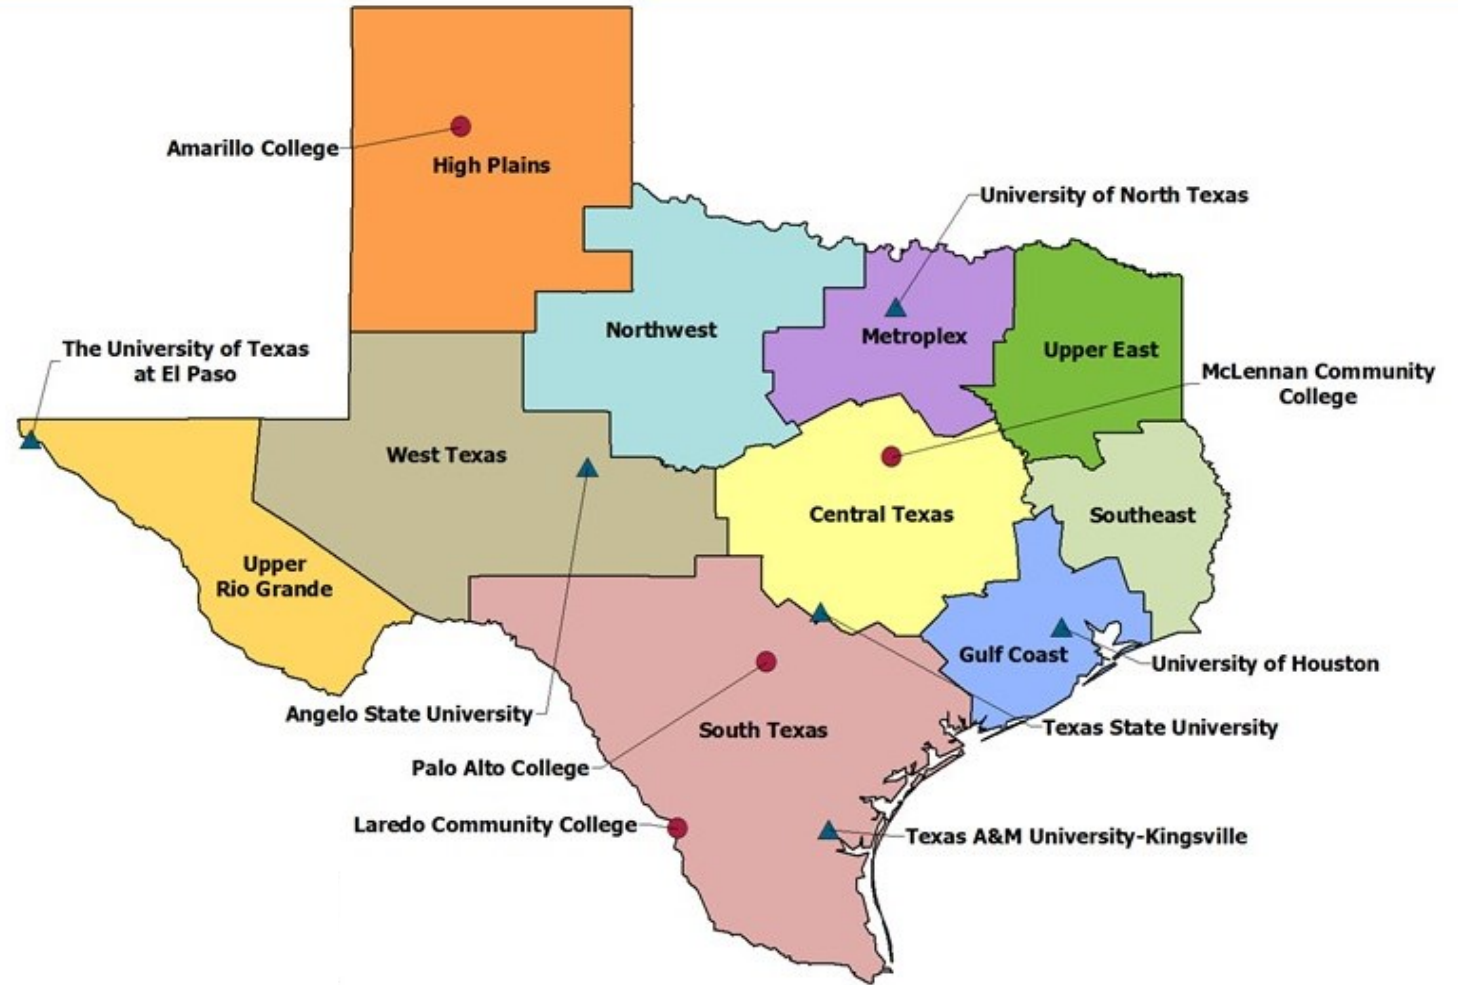 Amarillo College
High Plains
University of North Texas
Northwest
Metroplex
Upper East
The University of Texas
at El Paso
McLennan Community
College
West Texas
Central Texas
Southeast
Upper
Rio Grande
Gulf Coast
University of Houston
Angelo State University
South Texas
Texas State University
Palo Alto College
Laredo Community College
Texas A&M University-Kingsville